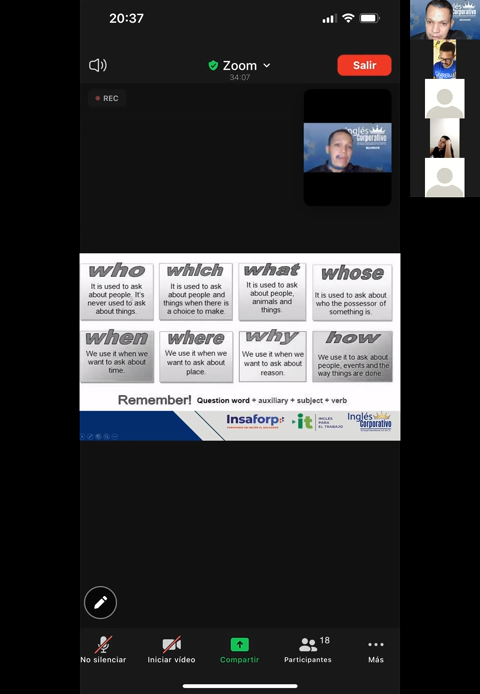 20:37
Zoom
34:07
Salir
REC
Inglés
Corporativo
Inglés
Corporativo
who
It is used to ask
about people. It's
never used to ask
about things.
which
It is used to ask
about people and
things when there is
a choice to make.
what
It is used to ask
about people,
animals and
things.
whose
It is used to ask about
who the possessor of
something is.
when
We use it when we
want to ask about
time.
where
We use it when we
want to ask about
place.
why
We use it when we
want to ask about
reason.
how
We use it to ask about
people, events and the
way things are done.
Remember! Question word + auxiliary + subject + verb
Insaforp
it
INGLÉS
PARA
EL TRABAJO
Inglés
Corporativo
No silenciar
Iniciar vídeo
Compartir
18
Participantes
Más